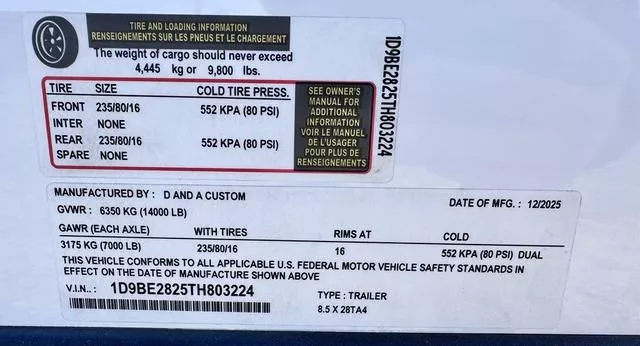 TIRE AND LOADING INFORMATION
RENSEIGNEMENTS SUR LES PNEUS ET LE CHARGEMENT
The weight of cargo should never exceed
4,445 kg or 9,800 lbs.
TIRE SIZE COLD TIRE PRESS.
FRONT 235/80/16 552 KPA (80 PSI)
INTER NONE
REAR 235/80/16 552 KPA (80 PSI)
SPARE NONE
SEE OWNER'S
MANUAL FOR
ADDITIONAL
INFORMATION
VOIR LE MANUEL
DE L'USAGER
POUR PLUS DE
RENSEIGNEMENTS
1D9BE2825TH803224
MANUFACTURED BY : D AND A CUSTOM DATE OF MFG. : 12/2025
GVWR : 6350 KG (14000 LB)
GAWR (EACH AXLE) WITH TIRES RIMS AT COLD
3175 KG (7000 LB) 235/80/16 16 552 KPA (80 PSI) DUAL
THIS VEHICLE CONFORMS TO ALL APPLICABLE U.S. FEDERAL MOTOR VEHICLE SAFETY STANDARDS IN
EFFECT ON THE DATE OF MANUFACTURE SHOWN ABOVE
V.I.N.. : 1D9BE2825TH803224 TYPE : TRAILER
8.5 X 28TA4